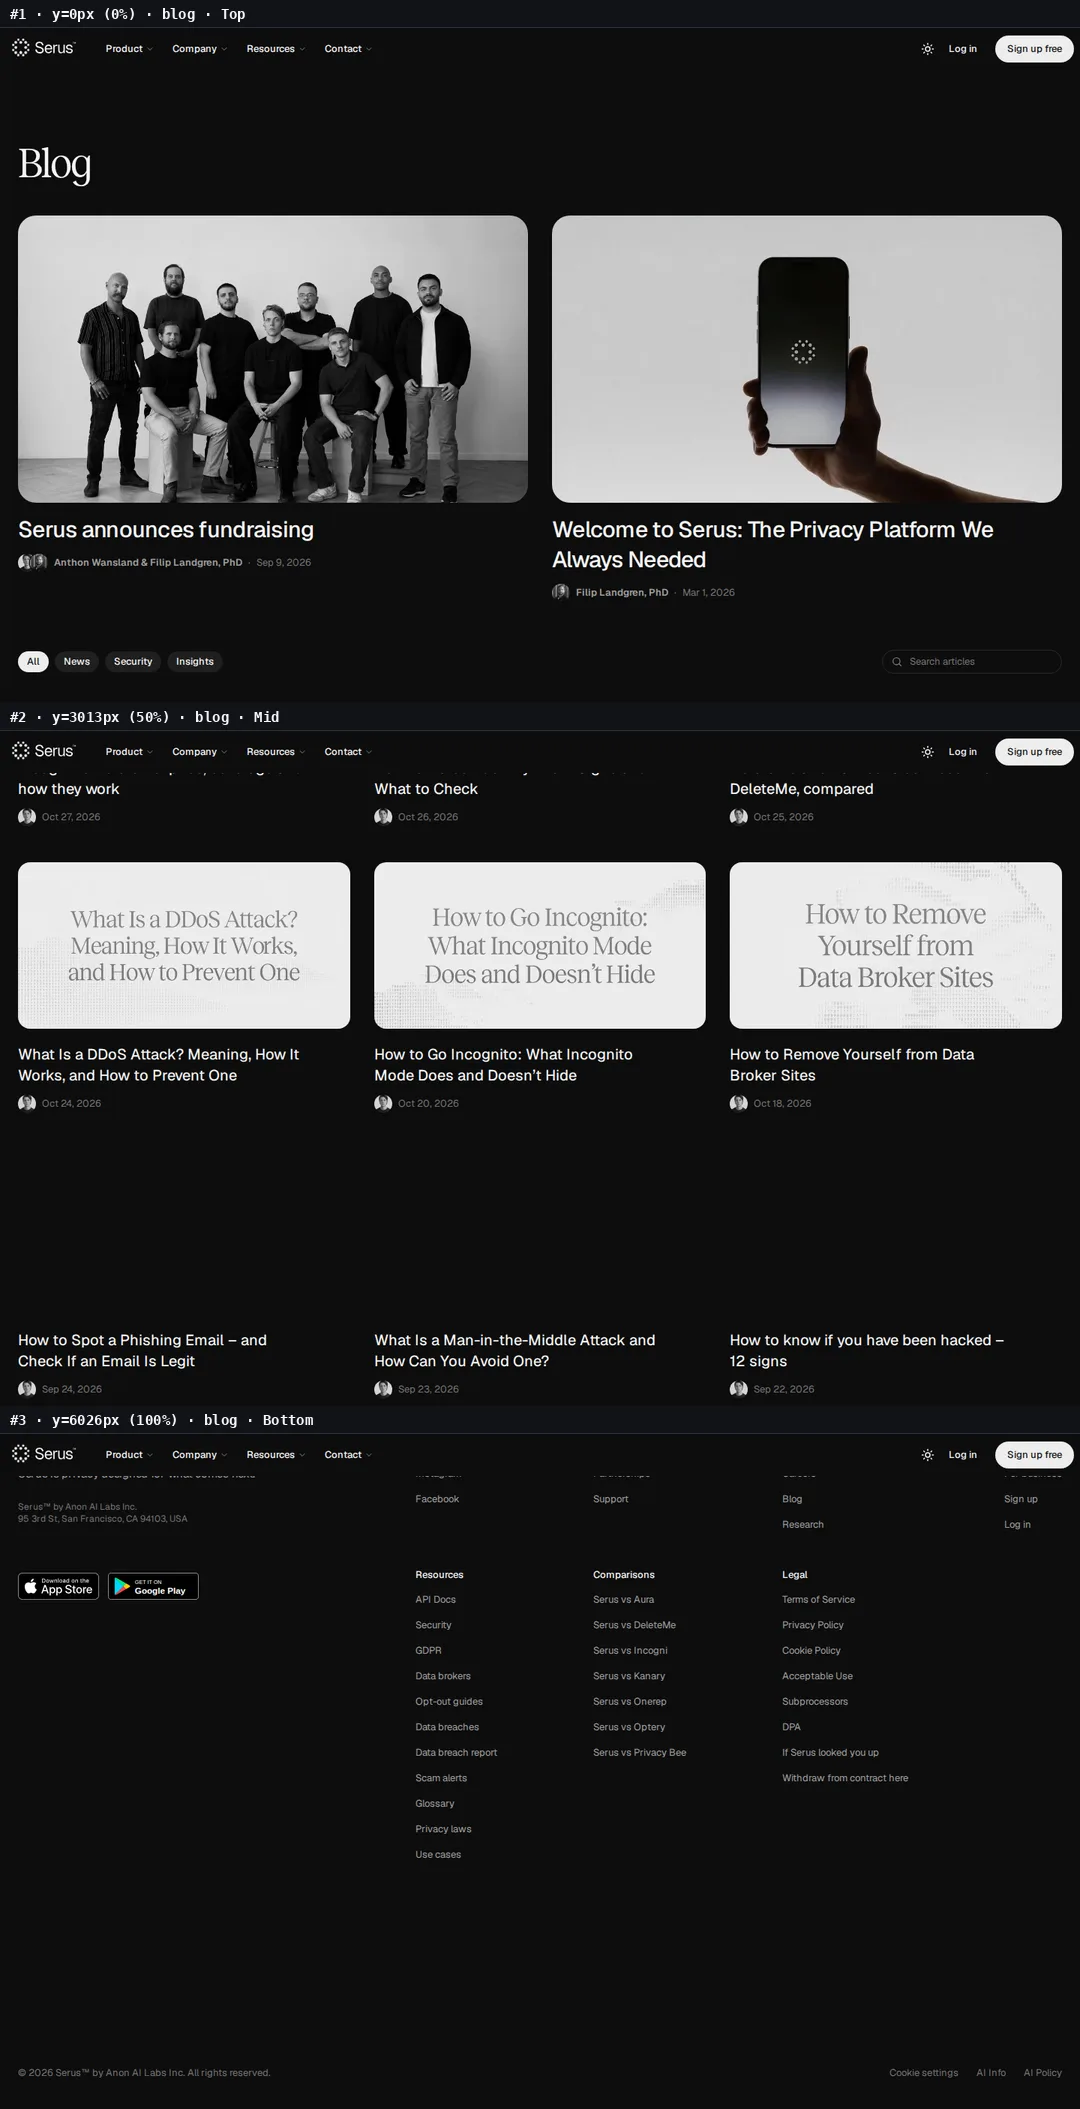 #1 · y=0px (0%) · blog · Top
Serus™
Product
Company
Resources
Contact
Log in
Sign up free
Blog
Serus announces fundraising
Anthon Wansland & Filip Landgren, PhD · Sep 9, 2026
Welcome to Serus: The Privacy Platform We
Always Needed
Filip Landgren, PhD · Mar 1, 2026
All
News
Security
Insights
Search articles
#2 · y=3013px (50%) · blog · Mid
Serus™
Product
Company
Resources
Contact
Log in
Sign up free
how they work
Oct 27, 2026
What to Check
Oct 26, 2026
DeleteMe, compared
Oct 25, 2026
What Is a DDoS Attack?
Meaning, How It Works,
and How to Prevent One
What Is a DDoS Attack? Meaning, How It
Works, and How to Prevent One
Oct 24, 2026
How to Go Incognito:
What Incognito Mode
Does and Doesn't Hide
How to Go Incognito: What Incognito
Mode Does and Doesn't Hide
Oct 20, 2026
How to Remove
Yourself from
Data Broker Sites
How to Remove Yourself from Data
Broker Sites
Oct 18, 2026
How to Spot a Phishing Email – and
Check If an Email Is Legit
Sep 24, 2026
What Is a Man-in-the-Middle Attack and
How Can You Avoid One?
Sep 23, 2026
How to know if you have been hacked –
12 signs
Sep 22, 2026
#3 · y=6026px (100%) · blog · Bottom
Serus™
Product
Company
Resources
Contact
Log in
Sign up free
Serus™ by Anon AI Labs Inc.
95 3rd St, San Francisco, CA 94103, USA
Download on the
App Store
GET IT ON
Google Play
Facebook
Support
Blog
Research
Sign up
Log in
Resources
API Docs
Security
GDPR
Data brokers
Opt-out guides
Data breaches
Data breach report
Scam alerts
Glossary
Privacy laws
Use cases
Comparisons
Serus vs Aura
Serus vs DeleteMe
Serus vs Incogni
Serus vs Kanary
Serus vs Onerep
Serus vs Optery
Serus vs Privacy Bee
Legal
Terms of Service
Privacy Policy
Cookie Policy
Acceptable Use
Subprocessors
DPA
If Serus looked you up
Withdraw from contract here
© 2026 Serus™ by Anon AI Labs Inc. All rights reserved.
Cookie settings
AI Info
AI Policy